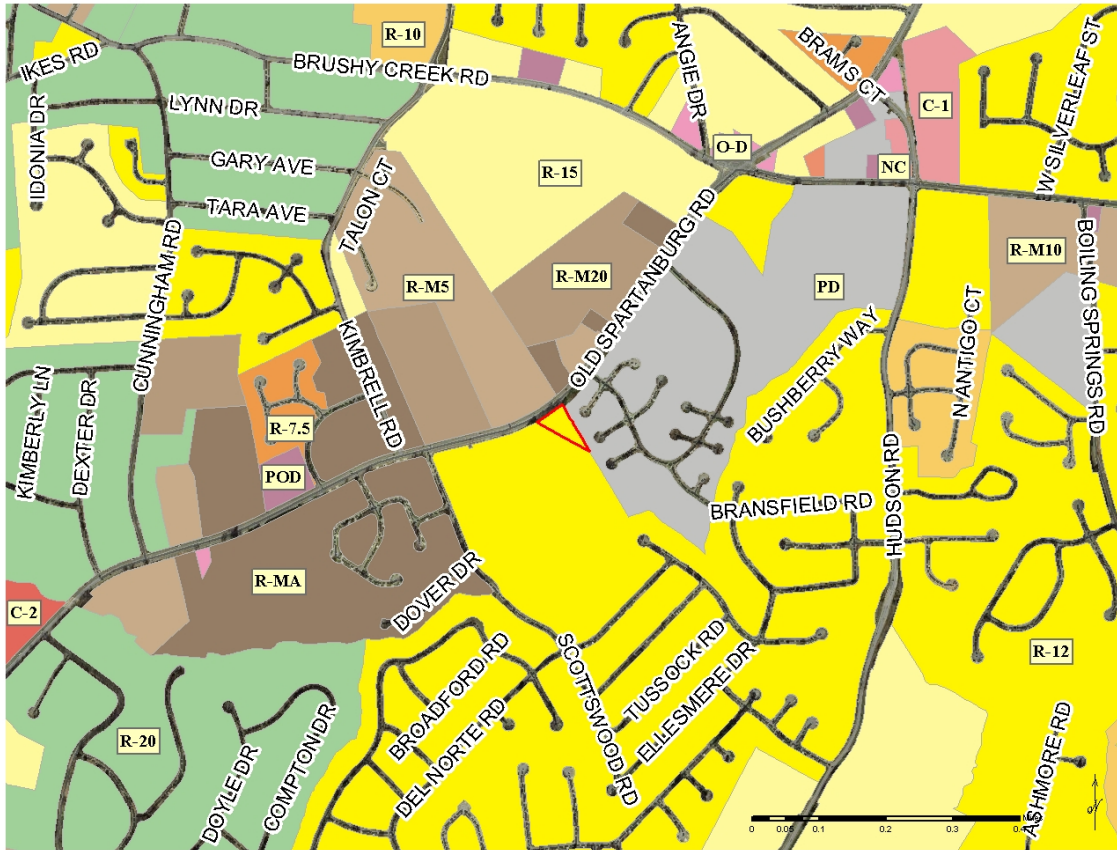 R-10
IKES RD
BRUSHY CREEK RD
ANGIE DR
BRAMS CT
W SILVERLEAF ST
C-1
LYNN DR
IDONIA DR
GARY AVE
TALON CT
R-15
O-D
NC
TARA AVE
CUNNINGHAM RD
R-M5
R-M20
OLD SPARTANBURG RD
PD
R-M10
BOILING SPRINGS RD
KIMBRELL RD
BUSHBERRY WAY
N ANTIGO CT
KIMBERLY LN
DEXTER DR
R-7.5
POD
HUDSON RD
BRANSFIELD RD
R-MA
C-2
DOVER DR
BROADFORD RD
SCOTTSWOOD RD
TUSSOCK RD
ELLESMERE DR
DEL NORTE RD
R-12
R-20
DOYLE DR
COMPTON DR
ASHMORE RD
0 0.05 0.1 0.2 0.3